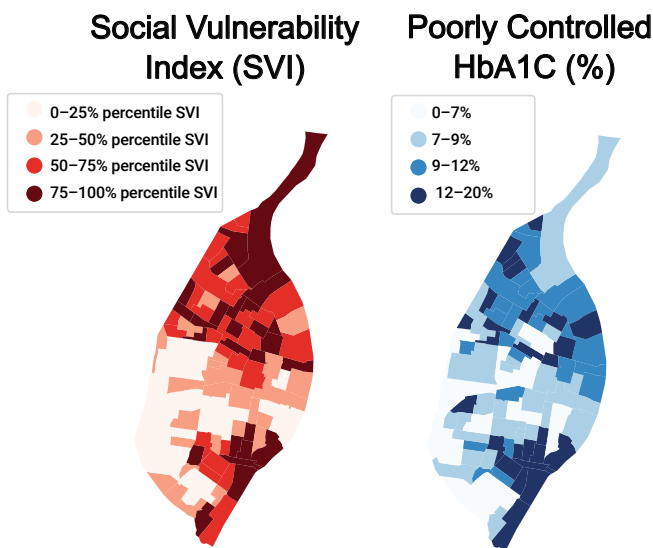 Social Vulnerability
Index (SVI)
0–25% percentile SVI
25–50% percentile SVI
50–75% percentile SVI
75–100% percentile SVI
Poorly Controlled
HbA1C (%)
0–7%
7–9%
9–12%
12–20%